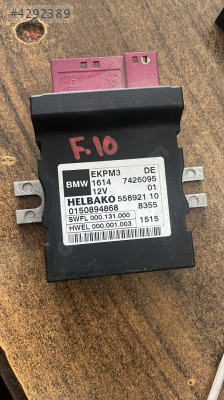 #4292389
F.10
EKPM3 DE
BMW 1614 7426095
12V 01
HELBAKO 558921 10
0150894868 8355
SWFL 000.131.000
HWEL 000.001.003 1515